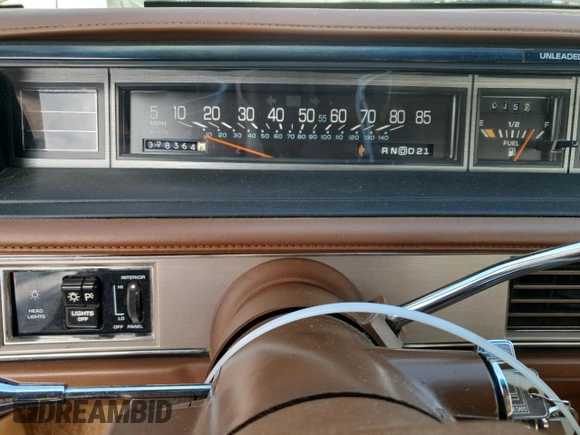 UNLEADED
5 10 20 30 40 50 55 60 70 80 85
MPH
10 20 30 40 50 60 70 80 90 100 110 120 130 140
78364
R N D 2 1
E 1/2 F
FUEL
HEAD
LIGHTS
LIGHTS
OFF
INTERIOR
HI
LO
OFF PANEL
DREAMBID